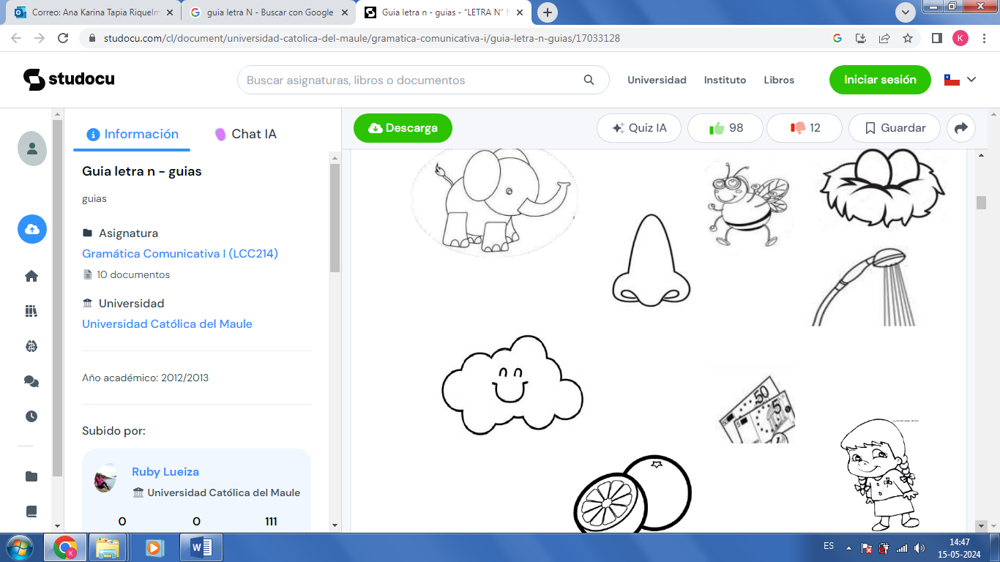 Correo: Ana Karina Tapia Riquelm
guia letra N - Buscar con Google
Guia letra n - guias - “LETRA N” N
studocu.com/cl/document/universidad-catolica-del-maule/gramatica-comunicativa-i/guia-letra-n-guias/17033128
K
studocu
Buscar asignaturas, libros o documentos
Universidad
Instituto
Libros
Iniciar sesión
Información
Chat IA
Descarga
Quiz IA
98
12
Guardar
Guia letra n - guias
guias
Asignatura
Gramática Comunicativa I (LCC214)
10 documentos
Universidad
Universidad Católica del Maule
Año académico: 2012/2013
Subido por:
Ruby Lueiza
Universidad Católica del Maule
0 0 111
50
5
ES
14:47
15-05-2024